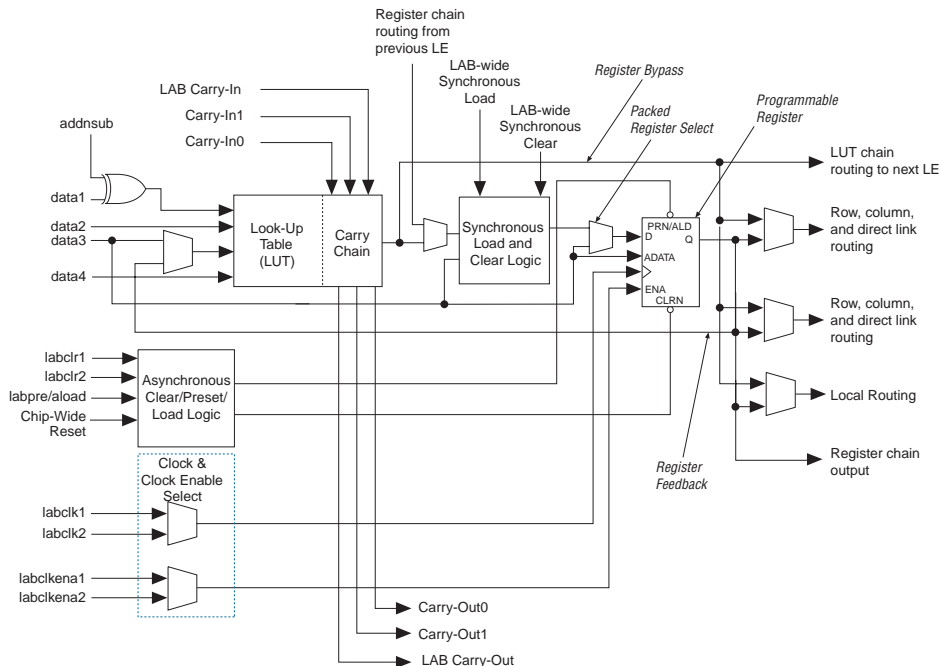 Register chain
routing from
previous LE
LAB-wide
Synchronous
Load
LAB-wide
Synchronous
Clear
Register Bypass
Packed
Register Select
Programmable
Register
LAB Carry-In
Carry-In1
Carry-In0
addnsub
data1
data2
data3
data4
Look-Up
Table
(LUT)
Carry
Chain
Synchronous
Load and
Clear Logic
PRN/ALD
D
Q
ADATA
ENA
CLRN
LUT chain
routing to next LE
Row, column,
and direct link
routing
Row, column,
and direct link
routing
Local Routing
Register chain
output
Register
Feedback
labclr1
labclr2
labpre/aload
Chip-Wide
Reset
Asynchronous
Clear/Preset/
Load Logic
Clock &
Clock Enable
Select
labclk1
labclk2
labclkena1
labclkena2
Carry-Out0
Carry-Out1
LAB Carry-Out